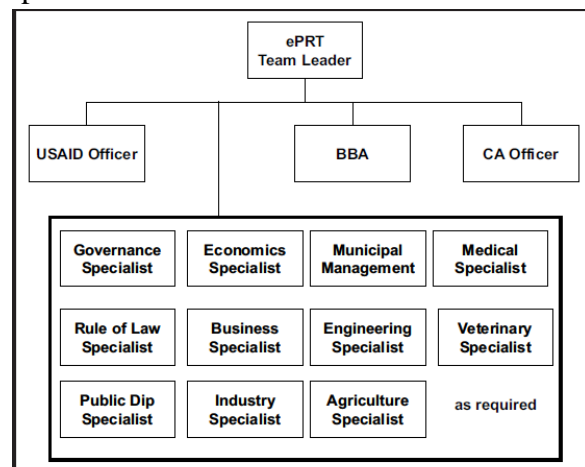 ePRT
Team Leader
USAID Officer
BBA
CA Officer
Governance
Specialist
Economics
Specialist
Municipal
Management
Medical
Specialist
Rule of Law
Specialist
Business
Specialist
Engineering
Specialist
Veterinary
Specialist
Public Dip
Specialist
Industry
Specialist
Agriculture
Specialist
as required